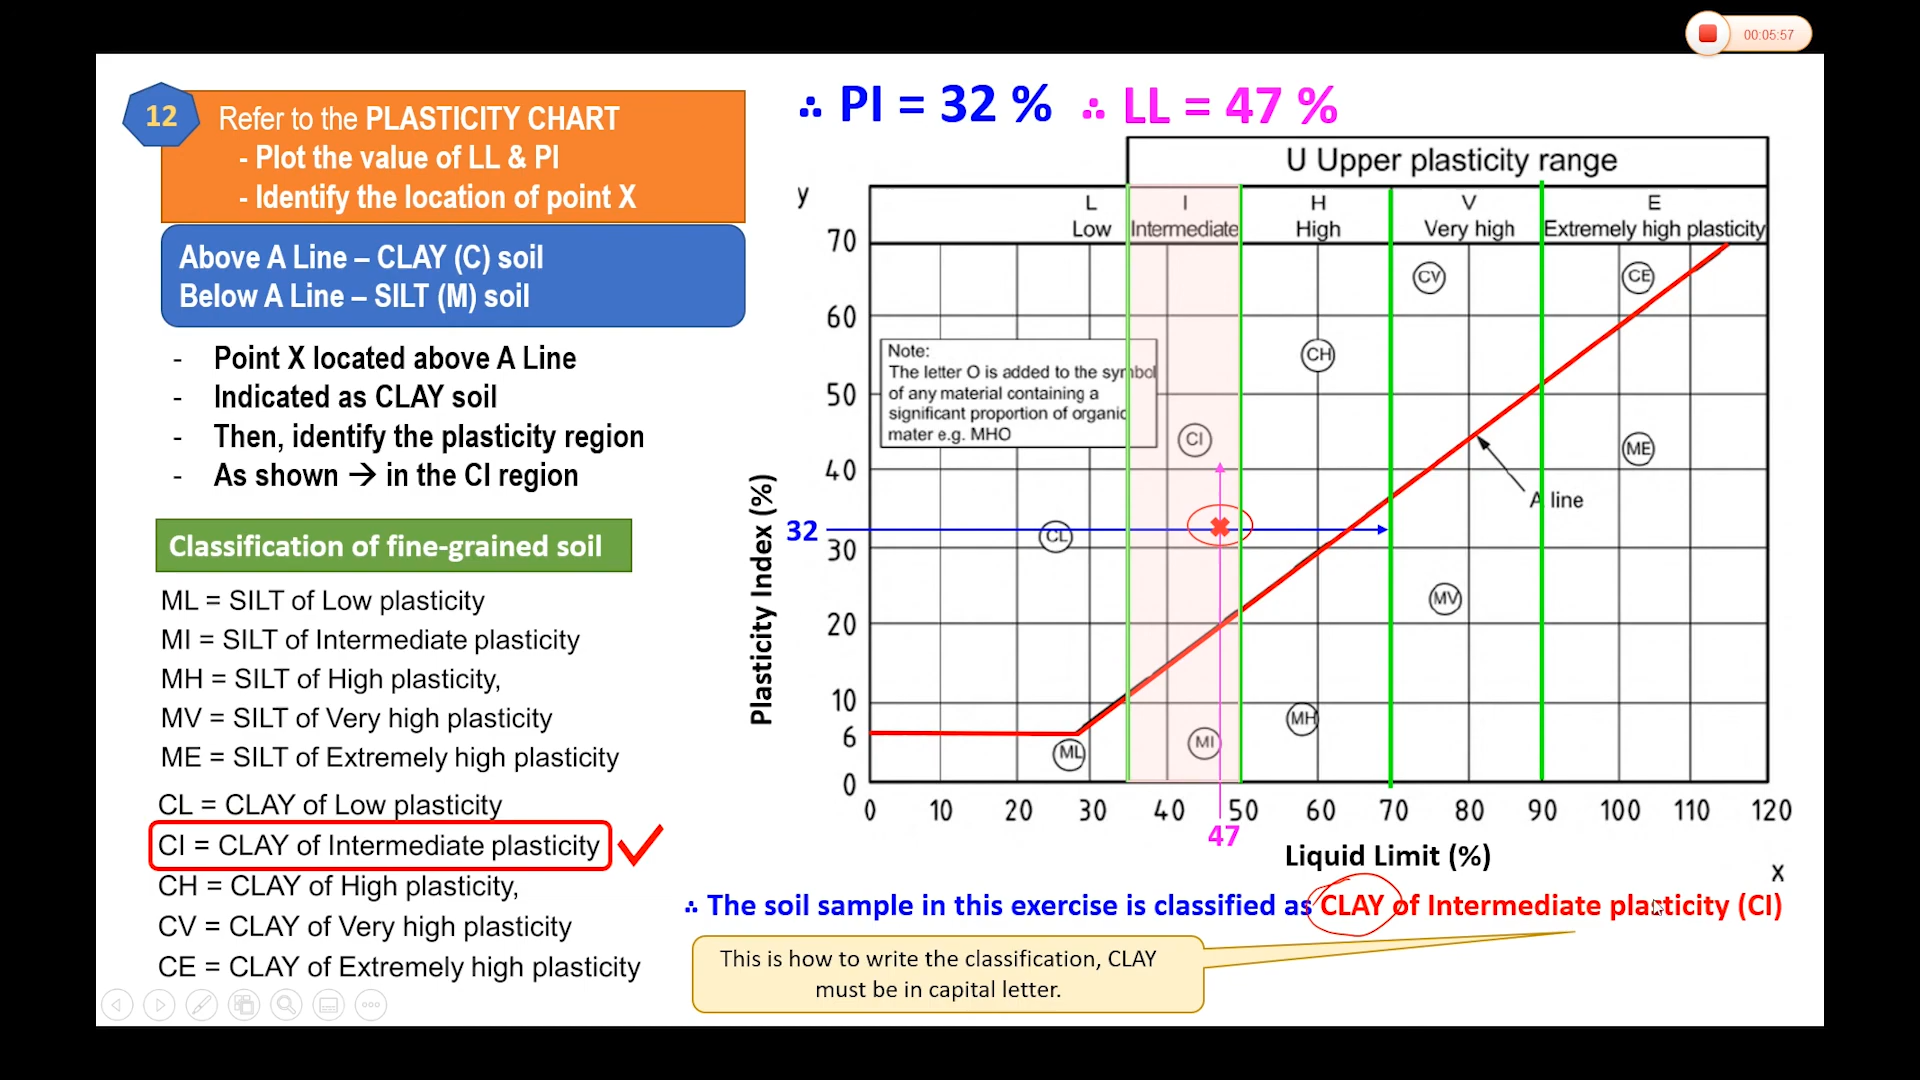 00:05:57
12
Refer to the PLASTICITY CHART
- Plot the value of LL & PI
- Identify the location of point X
Above A Line – CLAY (C) soil
Below A Line – SILT (M) soil
- Point X located above A Line
- Indicated as CLAY soil
- Then, identify the plasticity region
- As shown → in the CI region
Classification of fine-grained soil
ML = SILT of Low plasticity
MI = SILT of Intermediate plasticity
MH = SILT of High plasticity,
MV = SILT of Very high plasticity
ME = SILT of Extremely high plasticity
CL = CLAY of Low plasticity
CI = CLAY of Intermediate plasticity
CH = CLAY of High plasticity,
CV = CLAY of Very high plasticity
CE = CLAY of Extremely high plasticity
∴ PI = 32 % ∴ LL = 47 %
U Upper plasticity range
y
L I H V E
Low Intermediate High Very high Extremely high plasticity
70
60
50
40
32
30
20
10
6
0
Plasticity Index (%)
CV
CE
CH
Note:
The letter O is added to the symbol
of any material containing a
significant proportion of organic
mater e.g. MHO
CI
ME
A line
CL
MV
MH
MI
ML
0 10 20 30 40 50 60 70 80 90 100 110 120
47
Liquid Limit (%)
x
∴ The soil sample in this exercise is classified as CLAY of Intermediate plasticity (CI)
This is how to write the classification, CLAY
must be in capital letter.